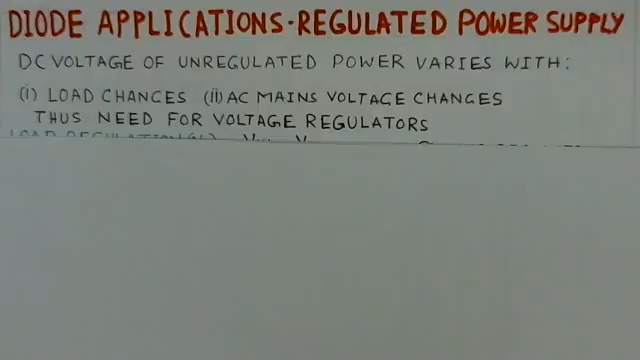 DIODE APPLICATIONS - REGULATED POWER SUPPLY
DC VOLTAGE OF UNREGULATED POWER VARIES WITH:
(i) LOAD CHANGES (ii) AC MAINS VOLTAGE CHANGES
THUS NEED FOR VOLTAGE REGULATORS